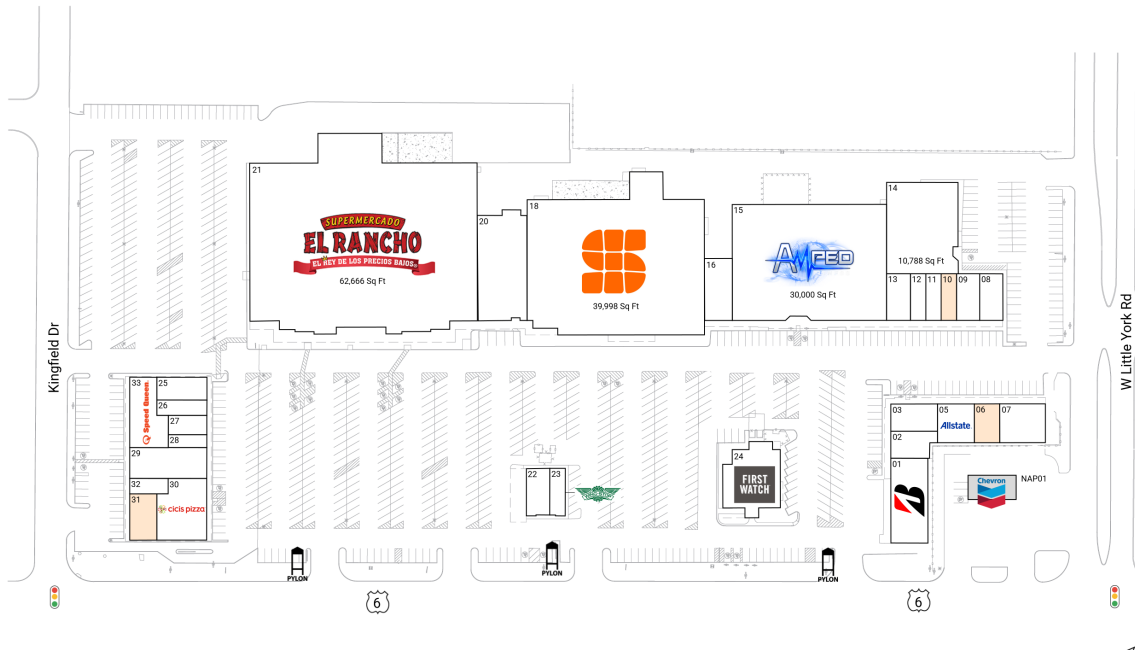 21
SUPERMERCADO
EL RANCHO
EL REY DE LOS PRECIOS BAJOS
62,666 Sq Ft
20
18
39,998 Sq Ft
16
15
AMPED
30,000 Sq Ft
14
10,788 Sq Ft
13
12
11
10
09
08
Kingfield Dr
W Little York Rd
33
Speed Queen
25
26
27
28
29
32
30
31
cicis pizza
22
23
24
FIRST
WATCH
03
02
01
05
Allstate
06
07
B
Chevron
NAP01
PYLON
PYLON
PYLON
6
6